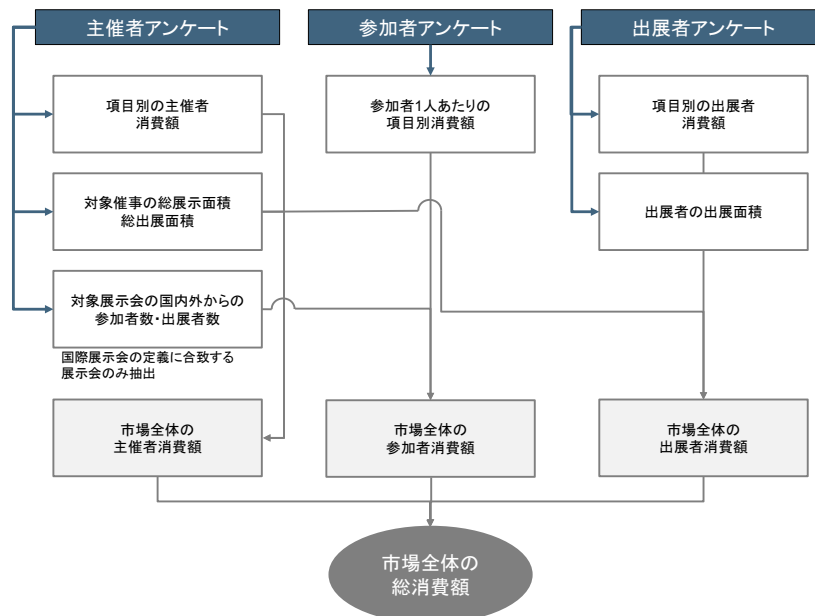 主催者アンケート
参加者アンケート
出展者アンケート
項目別の主催者
消費額
参加者1人あたりの
項目別消費額
項目別の出展者
消費額
対象催事の総展示面積
総出展面積
出展者の出展面積
対象展示会の国内外からの
参加者数・出展者数
国際展示会の定義に合致する
展示会のみ抽出
市場全体の
主催者消費額
市場全体の
参加者消費額
市場全体の
出展者消費額
市場全体の
総消費額